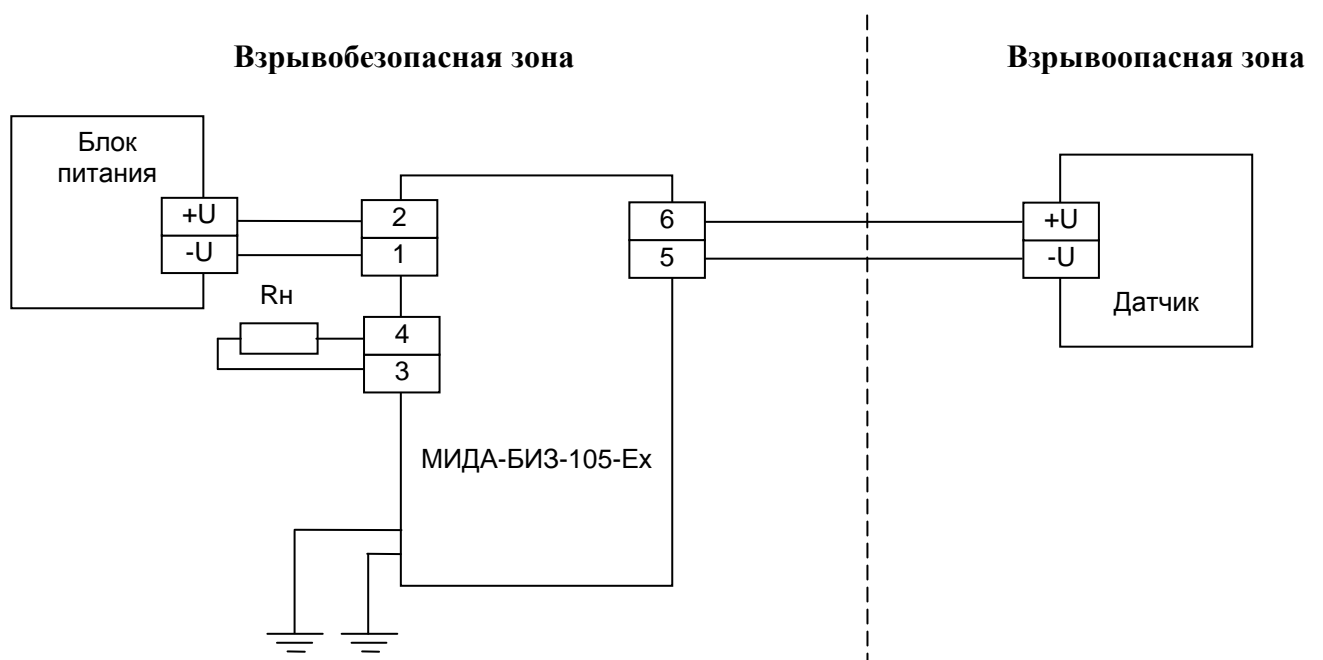 Взрывобезопасная зона
Взрывоопасная зона
Блок
питания
+U
-U
2
1
Rн
4
3
6
5
МИДА-БИЗ-105-Ex
+U
-U
Датчик